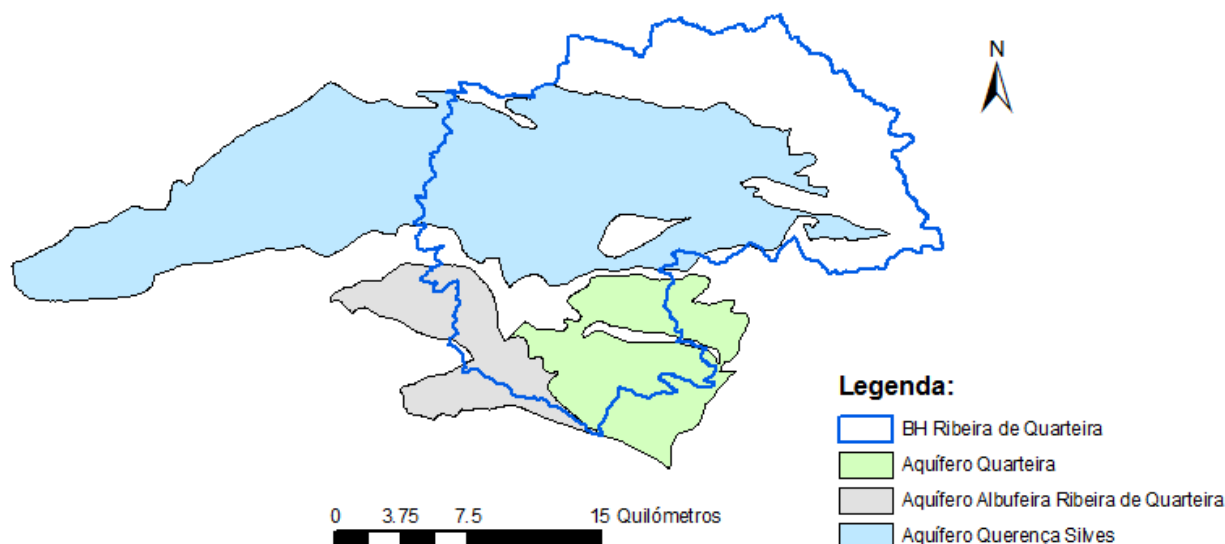 N
Legenda:
BH Ribeira de Quarteira
Aquífero Quarteira
Aquífero Albufeira Ribeira de Quarteira
Aquífero Querença Silves
0 3.75 7.5 15 Quilómetros